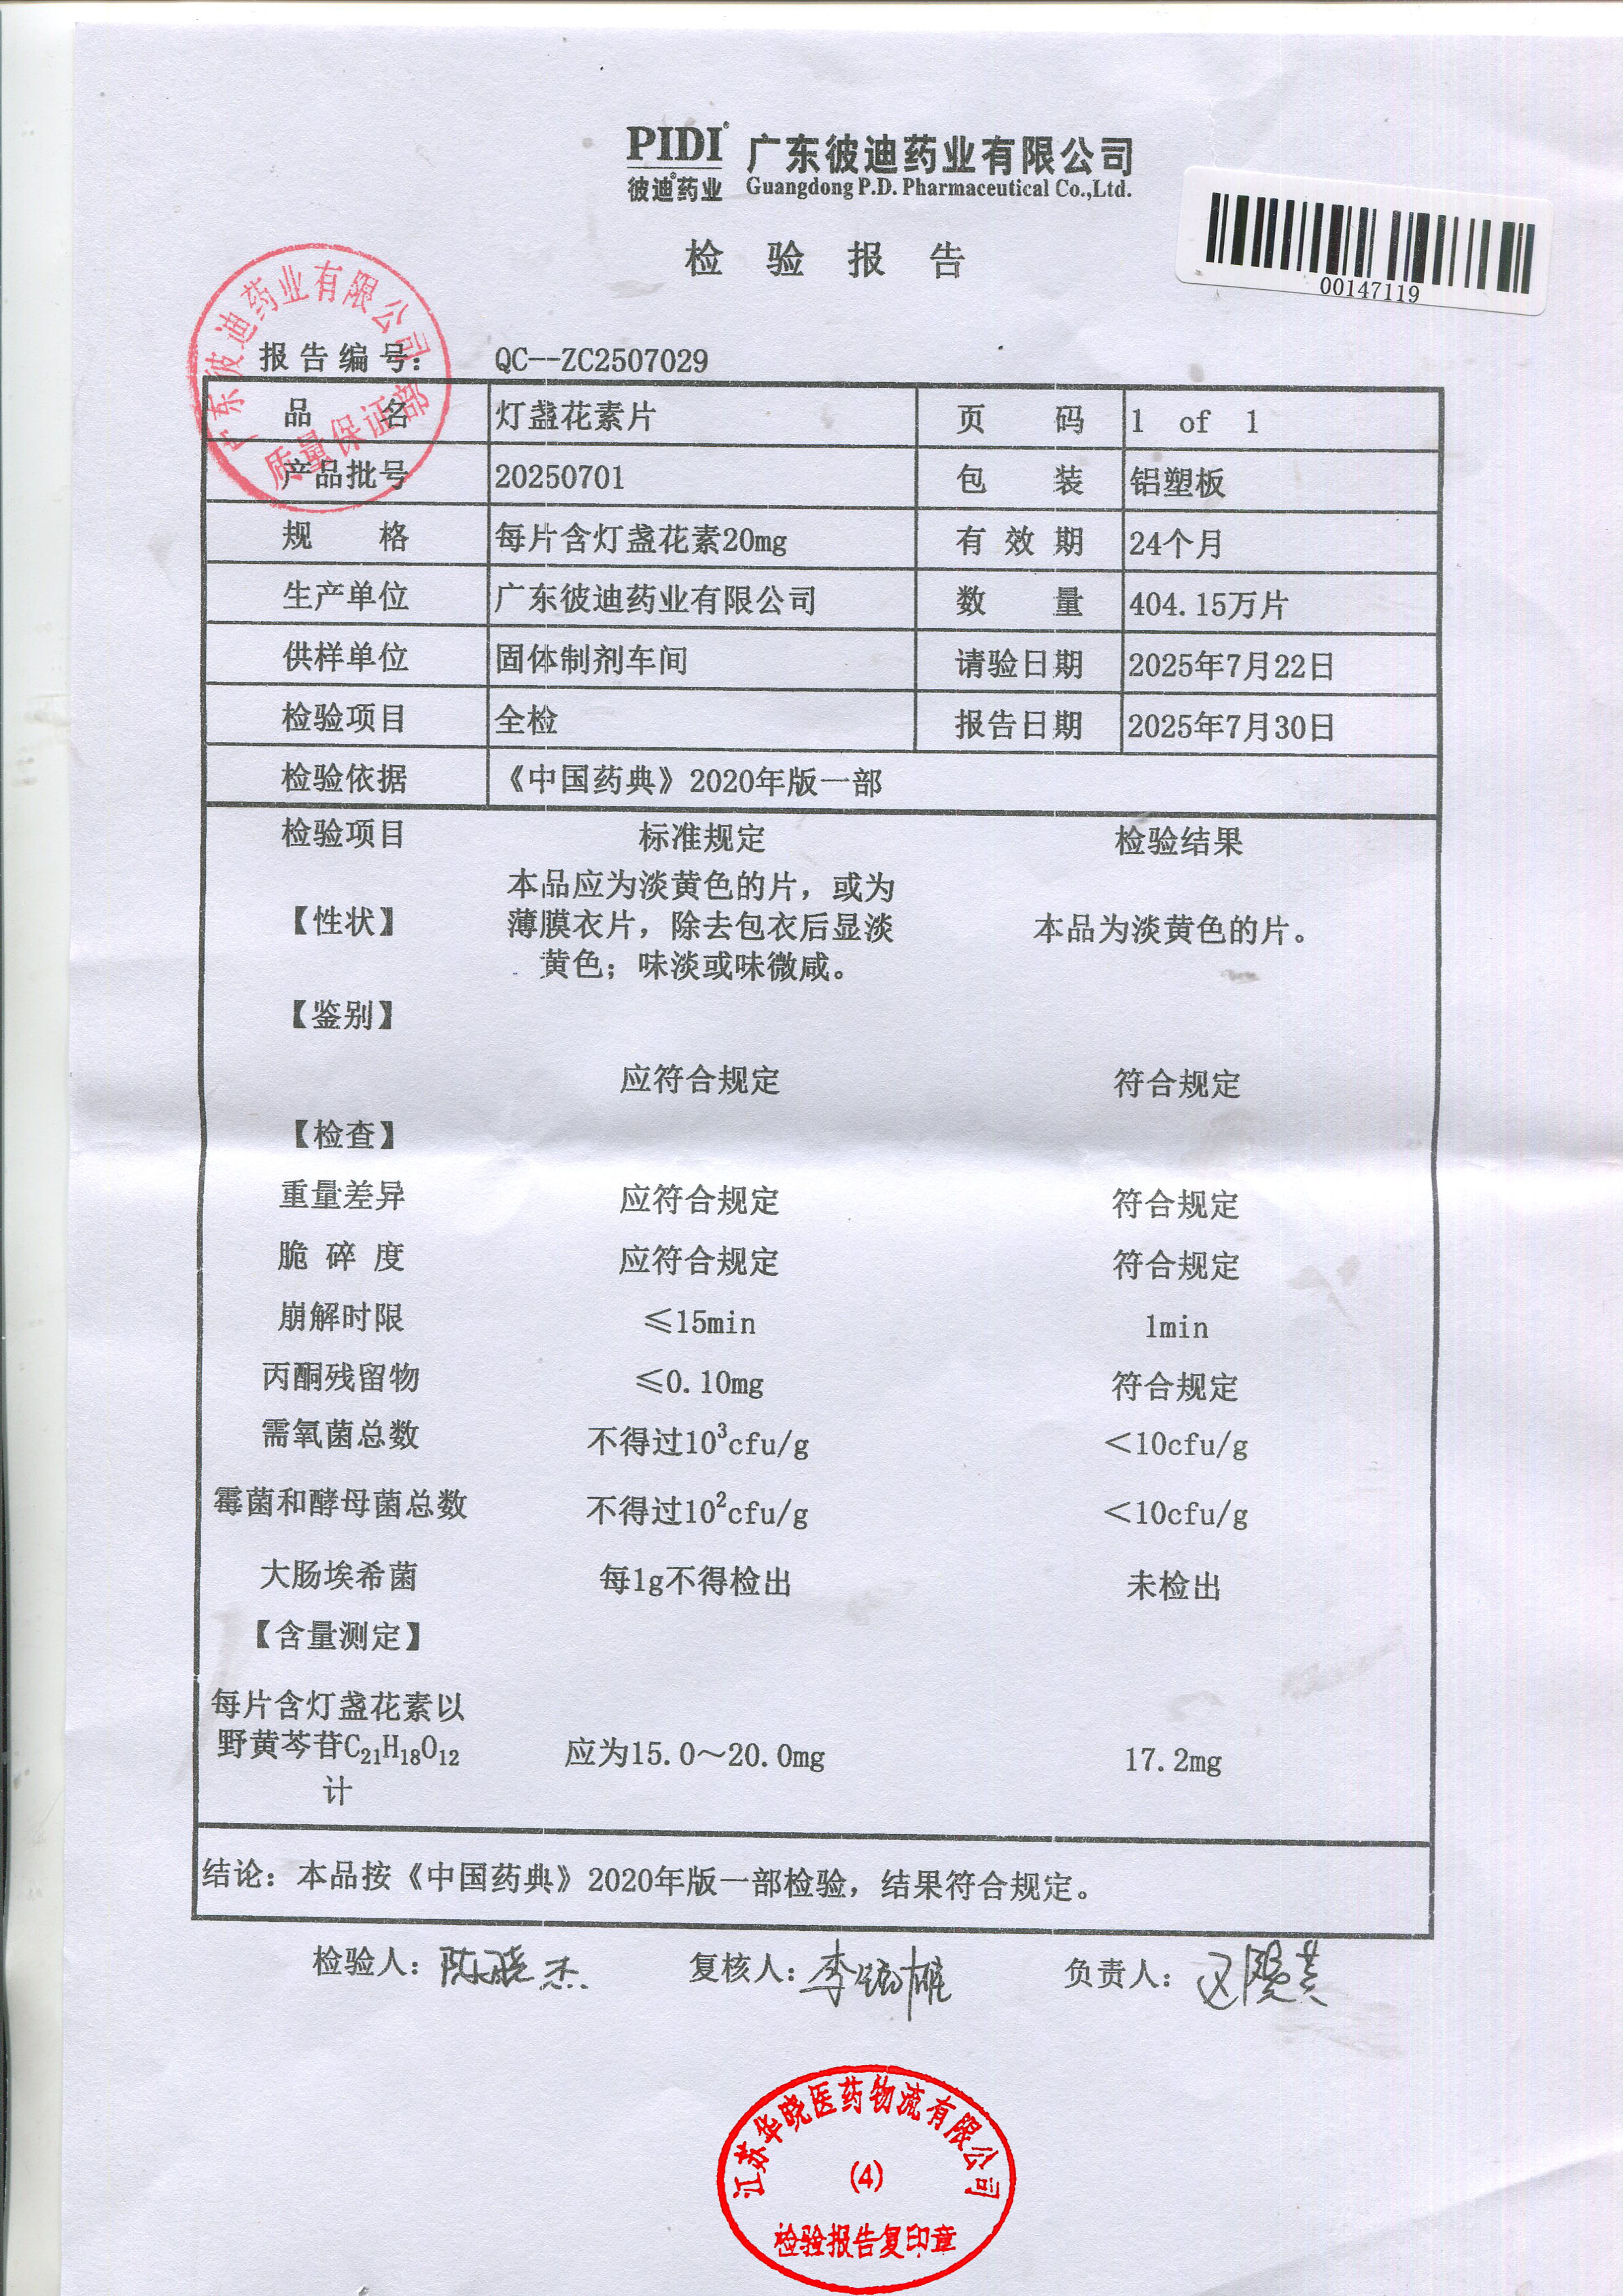 PIDI® 广东彼迪药业有限公司
彼迪®药业 Guangdong P.D. Pharmaceutical Co.,Ltd.
00147119
检 验 报 告
广东彼迪药业有限公司
质量保证部
报告编号： QC--ZC2507029
品 名 灯盏花素片 页 码 1 of 1
产品批号 20250701 包 装 铝塑板
规 格 每片含灯盏花素20mg 有效期 24个月
生产单位 广东彼迪药业有限公司 数 量 404.15万片
供样单位 固体制剂车间 请验日期 2025年7月22日
检验项目 全检 报告日期 2025年7月30日
检验依据 《中国药典》2020年版一部
检验项目 标准规定 检验结果
本品应为淡黄色的片，或为
【性状】 薄膜衣片，除去包衣后显淡 本品为淡黄色的片。
黄色；味淡或味微咸。
【鉴别】
应符合规定 符合规定
【检查】
重量差异 应符合规定 符合规定
脆碎度 应符合规定 符合规定
崩解时限 ≤15min 1min
丙酮残留物 ≤0.10mg 符合规定
需氧菌总数 不得过10³cfu/g ＜10cfu/g
霉菌和酵母菌总数 不得过10²cfu/g ＜10cfu/g
大肠埃希菌 每1g不得检出 未检出
【含量测定】
每片含灯盏花素以
野黄芩苷C₂₁H₁₈O₁₂ 应为15.0～20.0mg 17.2mg
计
结论：本品按《中国药典》2020年版一部检验，结果符合规定。
检验人：陈晓杰 复核人：李 雄 负责人：
江苏华晓医药物流有限公司
(4)
检验报告复印章